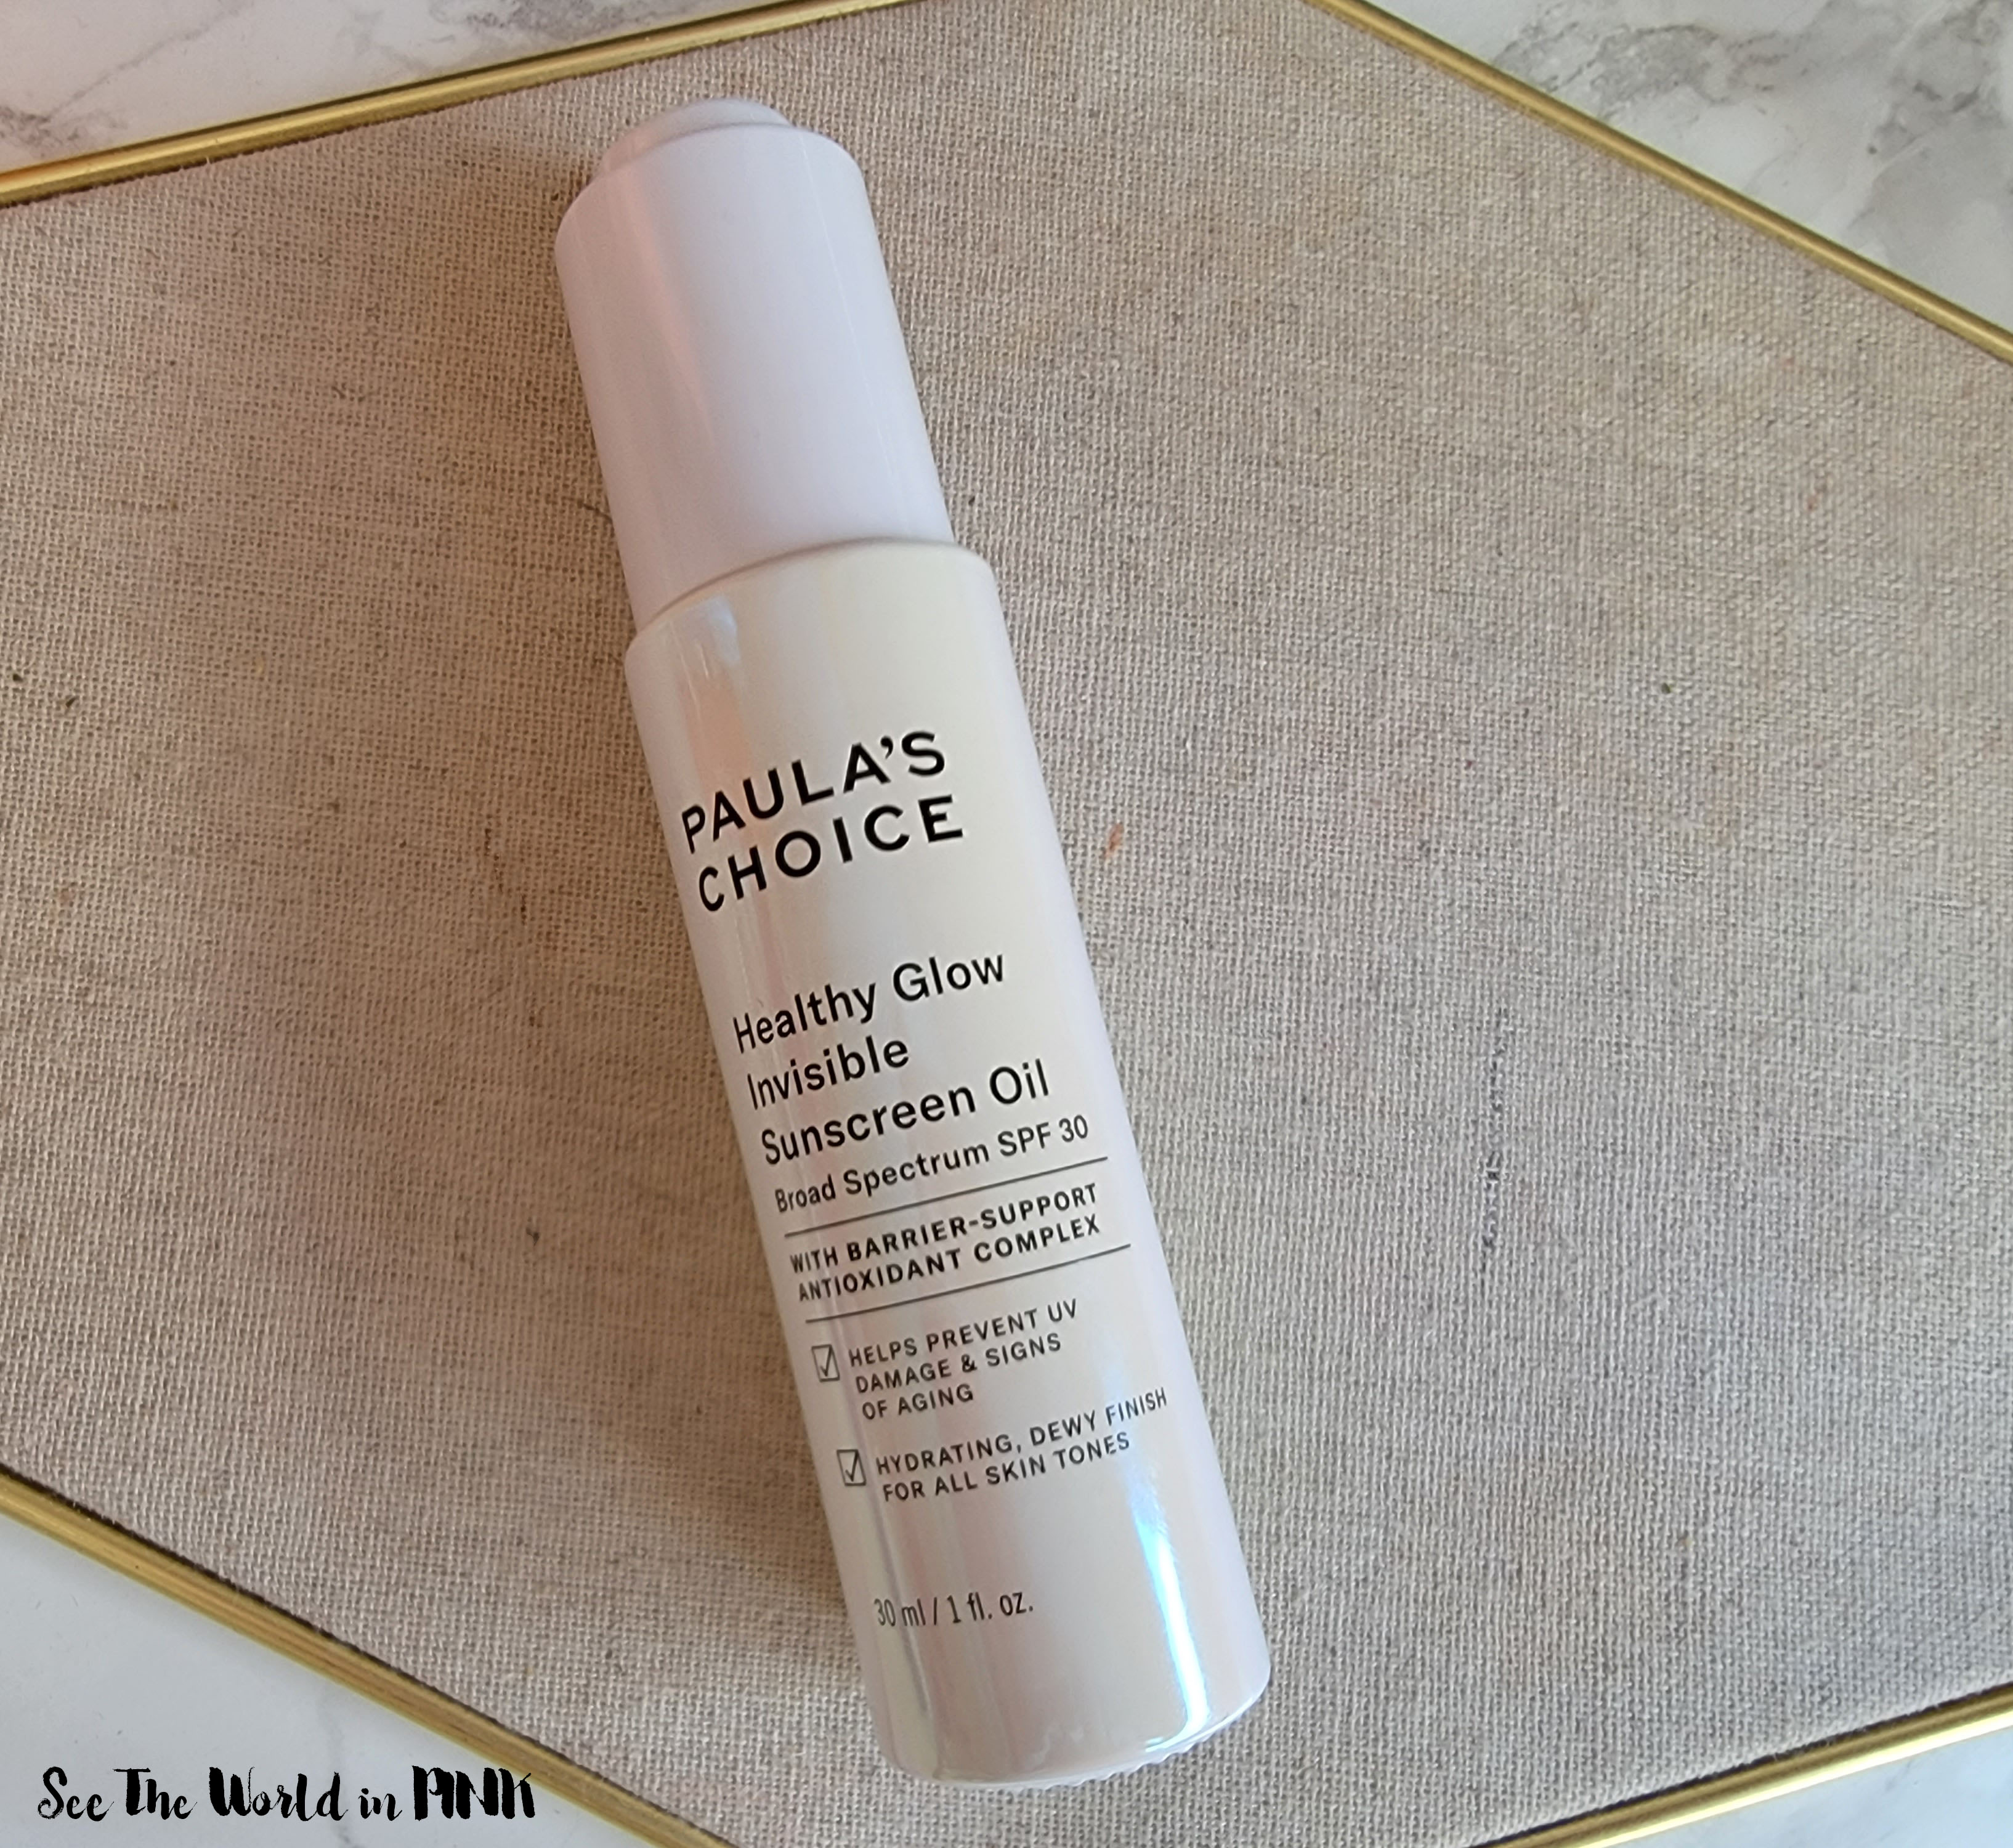 PAULA'S
CHOICE
Healthy Glow
Invisible
Sunscreen Oil
Broad Spectrum SPF 30
WITH BARRIER-SUPPORT
ANTIOXIDANT COMPLEX
HELPS PREVENT UV
DAMAGE & SIGNS
OF AGING
HYDRATING, DEWY FINISH
FOR ALL SKIN TONES
30 ml / 1 fl. oz.
See The World in PINK